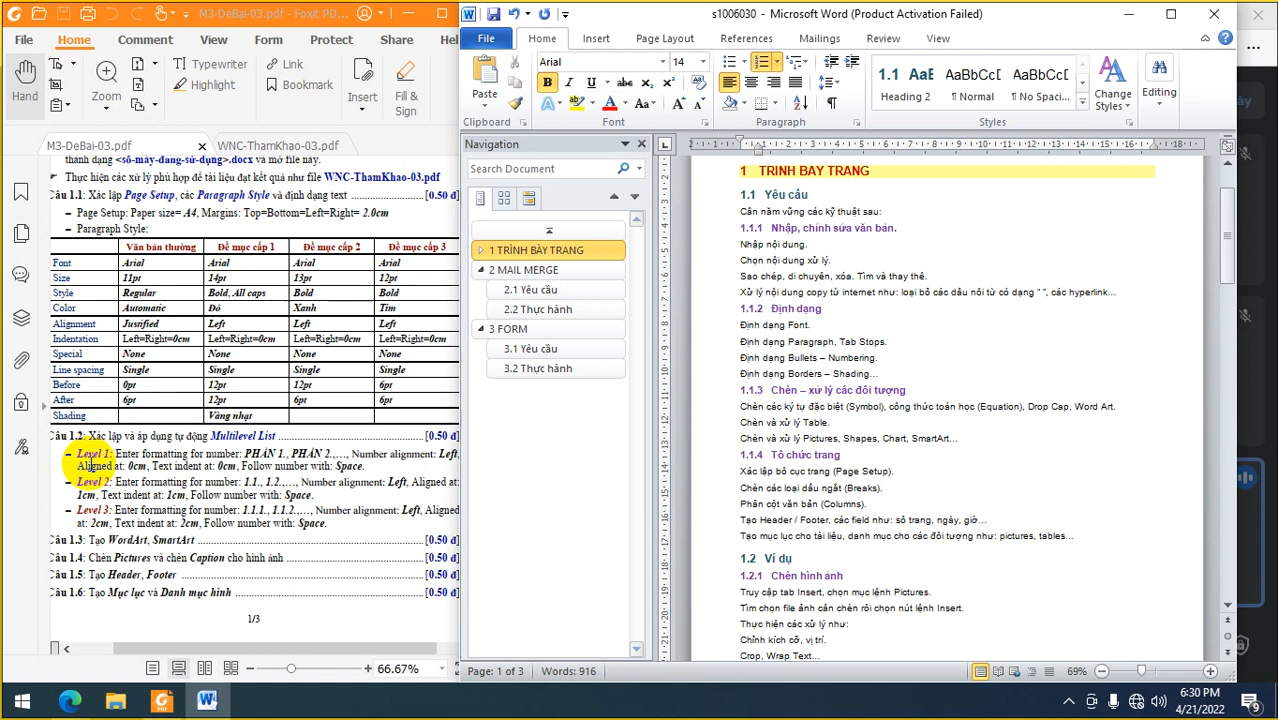 M3-DeBai-03.pdf - Foxit PD...
s1006030 - Microsoft Word (Product Activation Failed)
File Home Comment View Form Protect Share Hel
File Home Insert Page Layout References Mailings Review View
Hand
Zoom
Typewriter
Highlight
Link
Bookmark
Insert
Fill &
Sign
Paste
Clipboard
Arial 14
Font
Paragraph
1.1 AaE AaBbCcI AaBbCcI
Heading 2 ¶ Normal ¶ No Spaci...
Change
Styles
Styles
Editing
M3-DeBai-03.pdf
WNC-ThamKhao-03.pdf
thành dạng <số-máy-đang-sử-dụng>.docx và mở file này.
Thực hiện các xử lý phù hợp để tài liệu đạt kết quả như file WNC-ThamKhao-03.pdf
Câu 1.1: Xác lập Page Setup, các Paragraph Style và định dạng text [0.50 đ]
– Page Setup: Paper size= A4, Margins: Top=Bottom=Left=Right= 2.0cm
– Paragraph Style:
Văn bản thường Đề mục cấp 1 Đề mục cấp 2 Đề mục cấp 3
Font Arial Arial Arial Arial
Size 11pt 14pt 13pt 12pt
Style Regular Bold, All caps Bold Bold
Color Automatic Đỏ Xanh Tím
Alignment Justified Left Left Left
Indentation Left=Right=0cm Left=Right=0cm Left=Right=0cm Left=Right=0cm
Special None None None None
Line spacing Single Single Single Single
Before 0pt 12pt 12pt 6pt
After 6pt 12pt 6pt 6pt
Shading Vàng nhạt
Câu 1.2: Xác lập và áp dụng tự động Multilevel List [0.50 đ]
– Level 1: Enter formatting for number: PHẦN 1., PHẦN 2.,…, Number alignment: Left,
Aligned at: 0cm, Text indent at: 0cm, Follow number with: Space.
– Level 2: Enter formatting for number: 1.1., 1.2.,…, Number alignment: Left, Aligned at:
1cm, Text indent at: 1cm, Follow number with: Space.
– Level 3: Enter formatting for number: 1.1.1., 1.1.2.,…, Number alignment: Left, Aligned
at: 2cm, Text indent at: 2cm, Follow number with: Space.
Câu 1.3: Tạo WordArt, SmartArt [0.50 đ]
Câu 1.4: Chèn Pictures và chèn Caption cho hình ảnh [0.50 đ]
Câu 1.5: Tạo Header, Footer [0.50 đ]
Câu 1.6: Tạo Mục lục và Danh mục hình [0.50 đ]
1/3
66.67%
Navigation
Search Document
1 TRÌNH BÀY TRANG
2 MAIL MERGE
2.1 Yêu cầu
2.2 Thực hành
3 FORM
3.1 Yêu cầu
3.2 Thực hành
1 TRÌNH BÀY TRANG
1.1 Yêu cầu
Cần nắm vững các kỹ thuật sau:
1.1.1 Nhập, chỉnh sửa văn bản.
Nhập nội dung.
Chọn nội dung xử lý.
Sao chép, di chuyển, xóa. Tìm và thay thế.
Xử lý nội dung copy từ internet như: loại bỏ các dấu nối từ có dạng “ ”, các hyperlink…
1.1.2 Định dạng
Định dạng Font.
Định dạng Paragraph, Tab Stops.
Định dạng Bullets – Numbering.
Định dạng Borders – Shading…
1.1.3 Chèn – xử lý các đối tượng
Chèn các ký tự đặc biệt (Symbol), công thức toán học (Equation), Drop Cap, Word Art.
Chèn và xử lý Table.
Chèn và xử lý Pictures, Shapes, Chart, SmartArt…
1.1.4 Tổ chức trang
Xác lập bố cục trang (Page Setup).
Chèn các loại dấu ngắt (Breaks).
Phân cột văn bản (Columns).
Tạo Header / Footer, các field như: số trang, ngày, giờ…
Tạo mục lục cho tài liệu, danh mục cho các đối tượng như: pictures, tables…
1.2 Ví dụ
1.2.1 Chèn hình ảnh
Truy cập tab Insert, chọn mục lệnh Pictures.
Tìm chọn file ảnh cần chèn rồi chọn nút lệnh Insert.
Thực hiện các xử lý như:
Chỉnh kích cỡ, vị trí.
Crop, Wrap Text…
Page: 1 of 3 Words: 916
69%
6:30 PM
4/21/2022
9